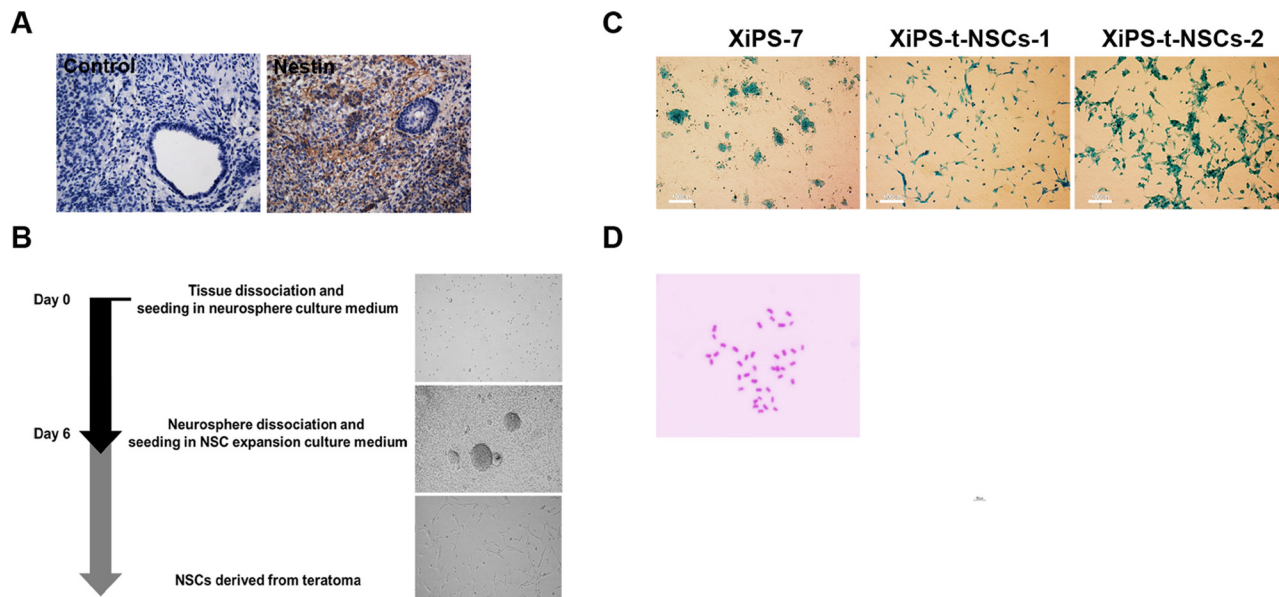 A
Control
Nestin
B
Day 0
Tissue dissociation and
seeding in neurosphere culture medium
Day 6
Neurosphere dissociation and
seeding in NSC expansion culture medium
NSCs derived from teratoma
C
XiPS-7
XiPS-t-NSCs-1
XiPS-t-NSCs-2
D